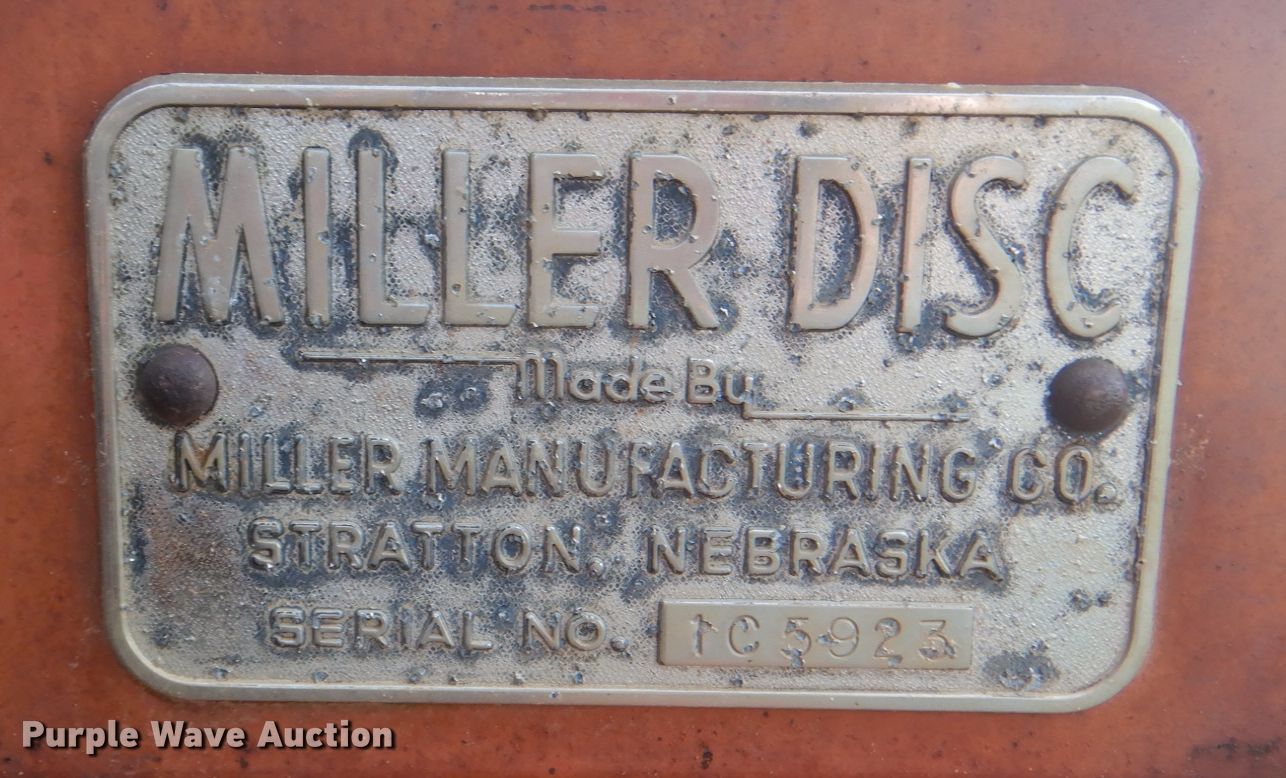 MILLER DISC
Made By
MILLER MANUFACTURING CO.
STRATTON, NEBRASKA
SERIAL NO. 1C5923
Purple Wave Auction